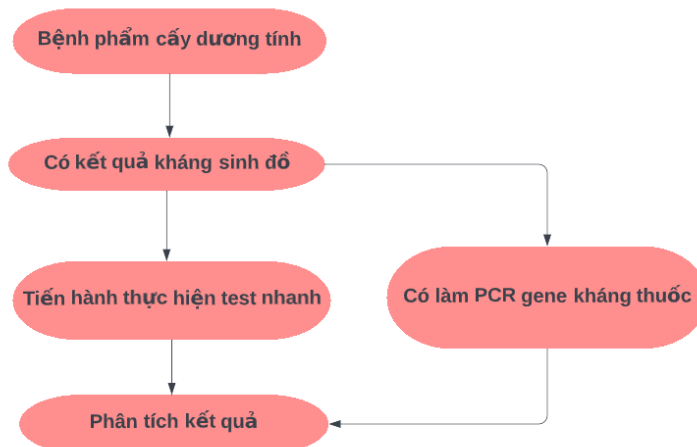 Bệnh phẩm cấy dương tính
Có kết quả kháng sinh đồ
Tiến hành thực hiện test nhanh
Có làm PCR gene kháng thuốc
Phân tích kết quả